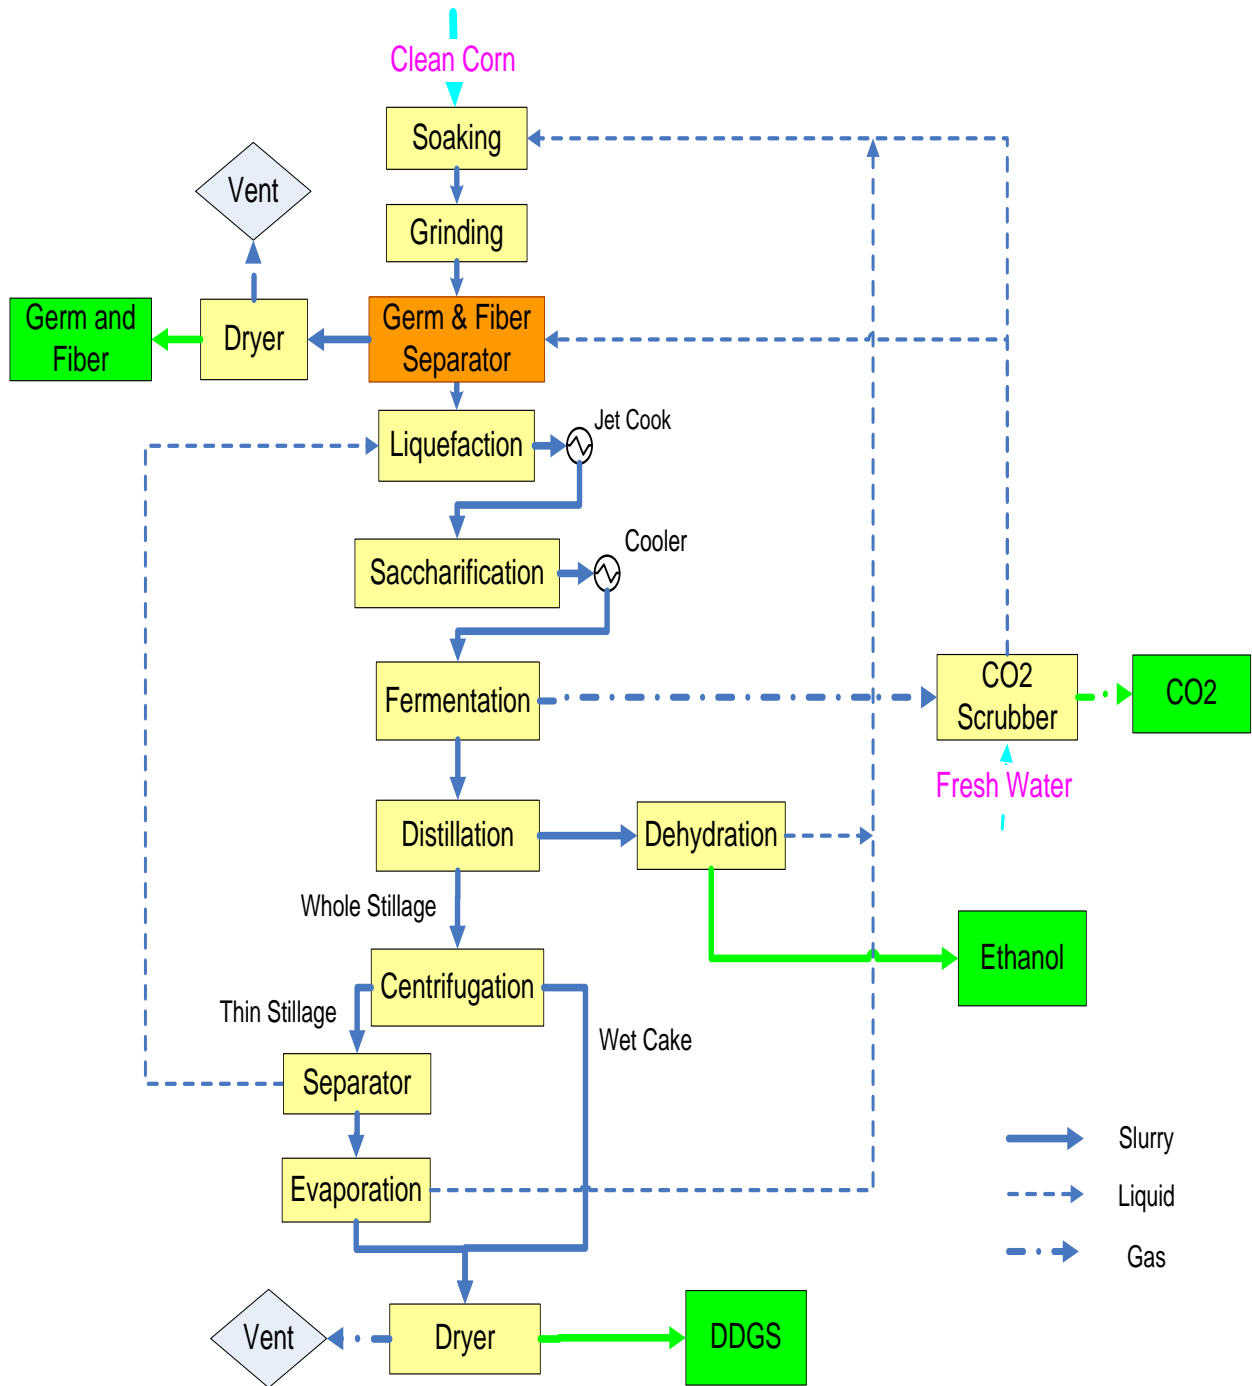 Clean Corn
Soaking
Vent
Grinding
Germ and
Fiber
Dryer
Germ & Fiber
Separator
Liquefaction
Jet Cook
Saccharification
Cooler
Fermentation
CO2
Scrubber
CO2
Fresh Water
Distillation
Dehydration
Whole Stillage
Ethanol
Centrifugation
Thin Stillage
Wet Cake
Separator
Slurry
Evaporation
Liquid
Gas
Vent
Dryer
DDGS